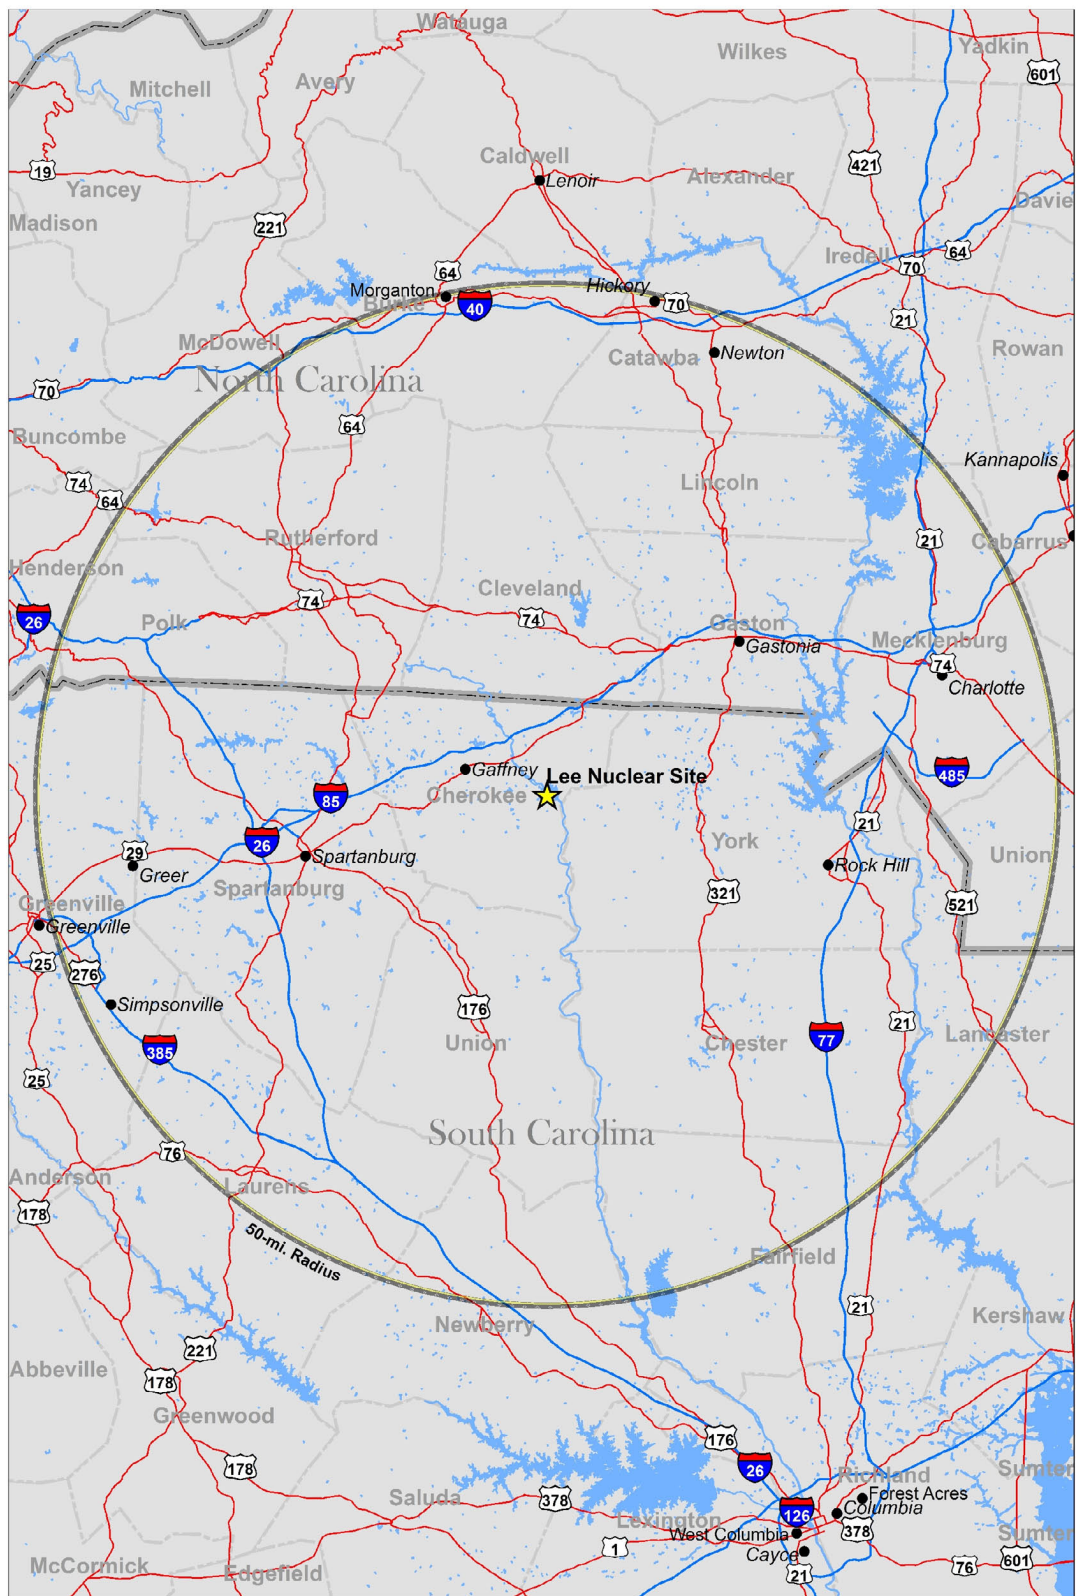 Watauga
Wilkes
Yadkin
601
Mitchell
Avery
Caldwell
421
19
Yancey
Lenoir
Alexander
Davie
Madison
221
Iredell
64
70
64
Morganton
Burke
40
Hickory
70
21
McDowell
Catawba
Newton
Rowan
North Carolina
70
64
Buncombe
Kannapolis
74
64
Lincoln
Rutherford
21
Cabarrus
Henderson
Cleveland
74
26
Polk
74
Gaston
Gastonia
Mecklenburg
74
Charlotte
Gaffney
Lee Nuclear Site
485
85
Cherokee
21
26
York
29
Greer
Spartanburg
Rock Hill
Union
Spartanburg
321
521
Greenville
Greenville
25
276
Simpsonville
176
21
385
Union
Chester
77
Lancaster
25
South Carolina
76
Anderson
178
Laurens
50-mi. Radius
Fairfield
21
Newberry
Kershaw
221
Abbeville
178
Greenwood
176
178
26
Richland
Sumter
Saluda
378
Forest Acres
126
Columbia
Lexington
West Columbia
378
Sumter
1
Cayce
McCormick
Edgefield
21
76
601